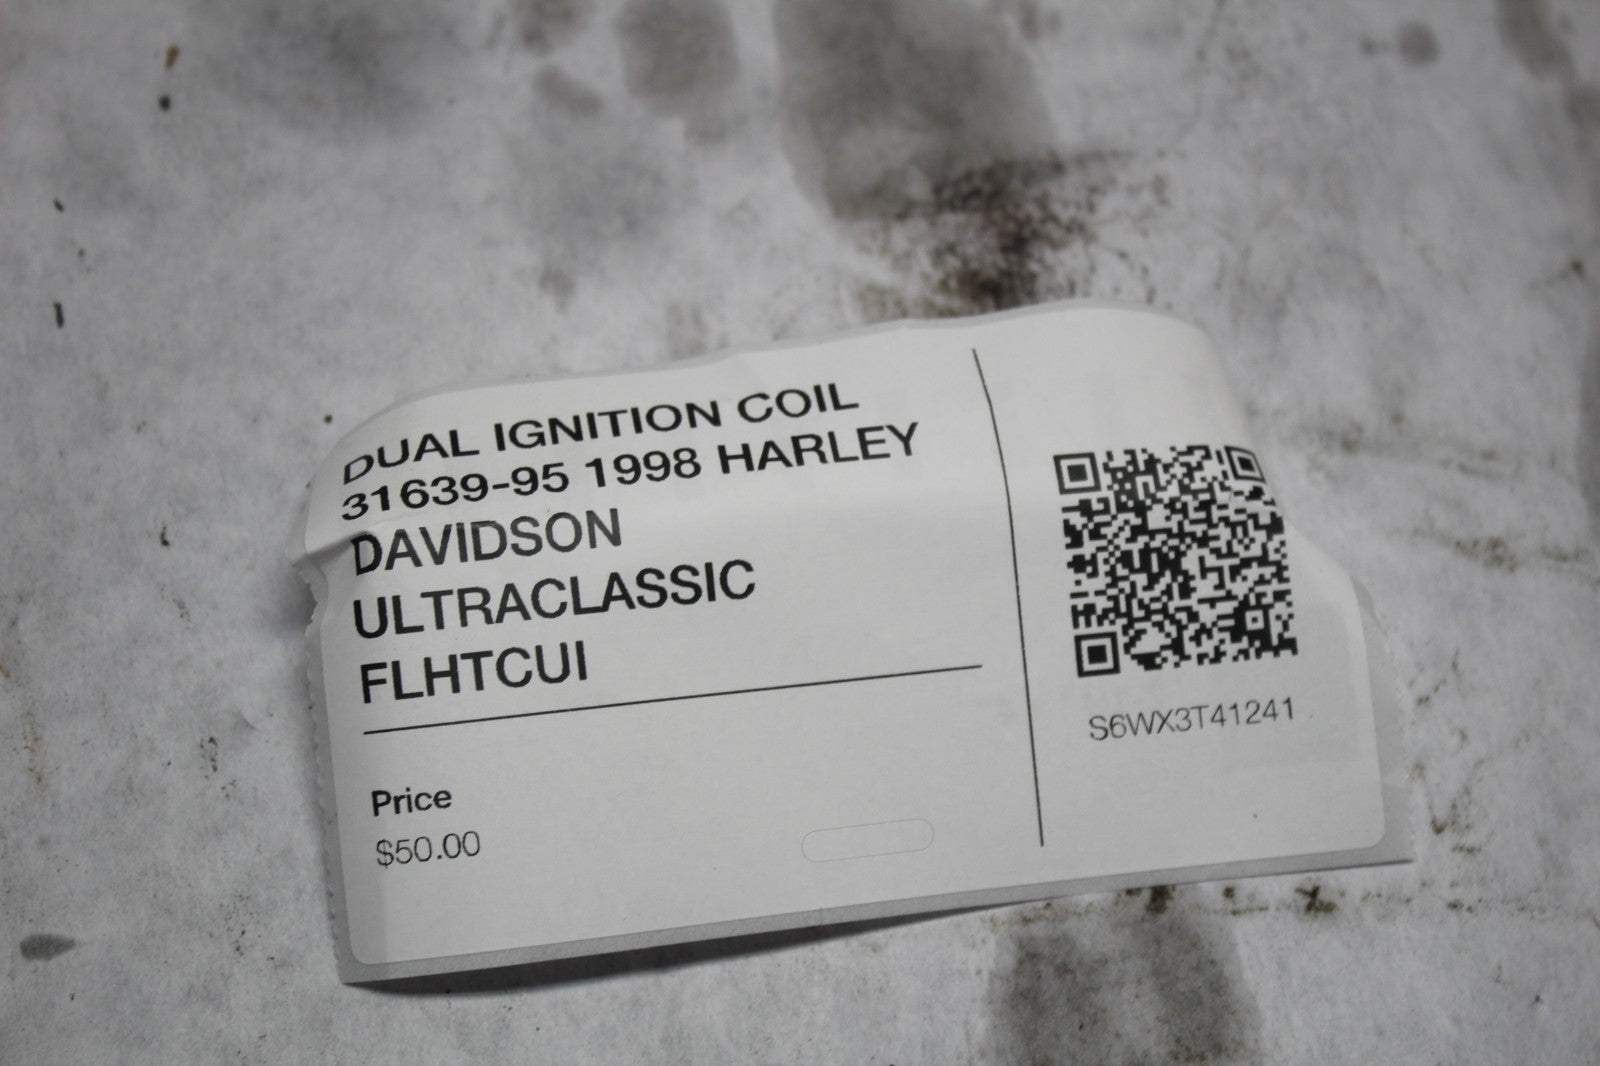 DUAL IGNITION COIL
31639-95 1998 HARLEY
DAVIDSON
ULTRACLASSIC
FLHTCUI
Price
$50.00
S6WX3T41241